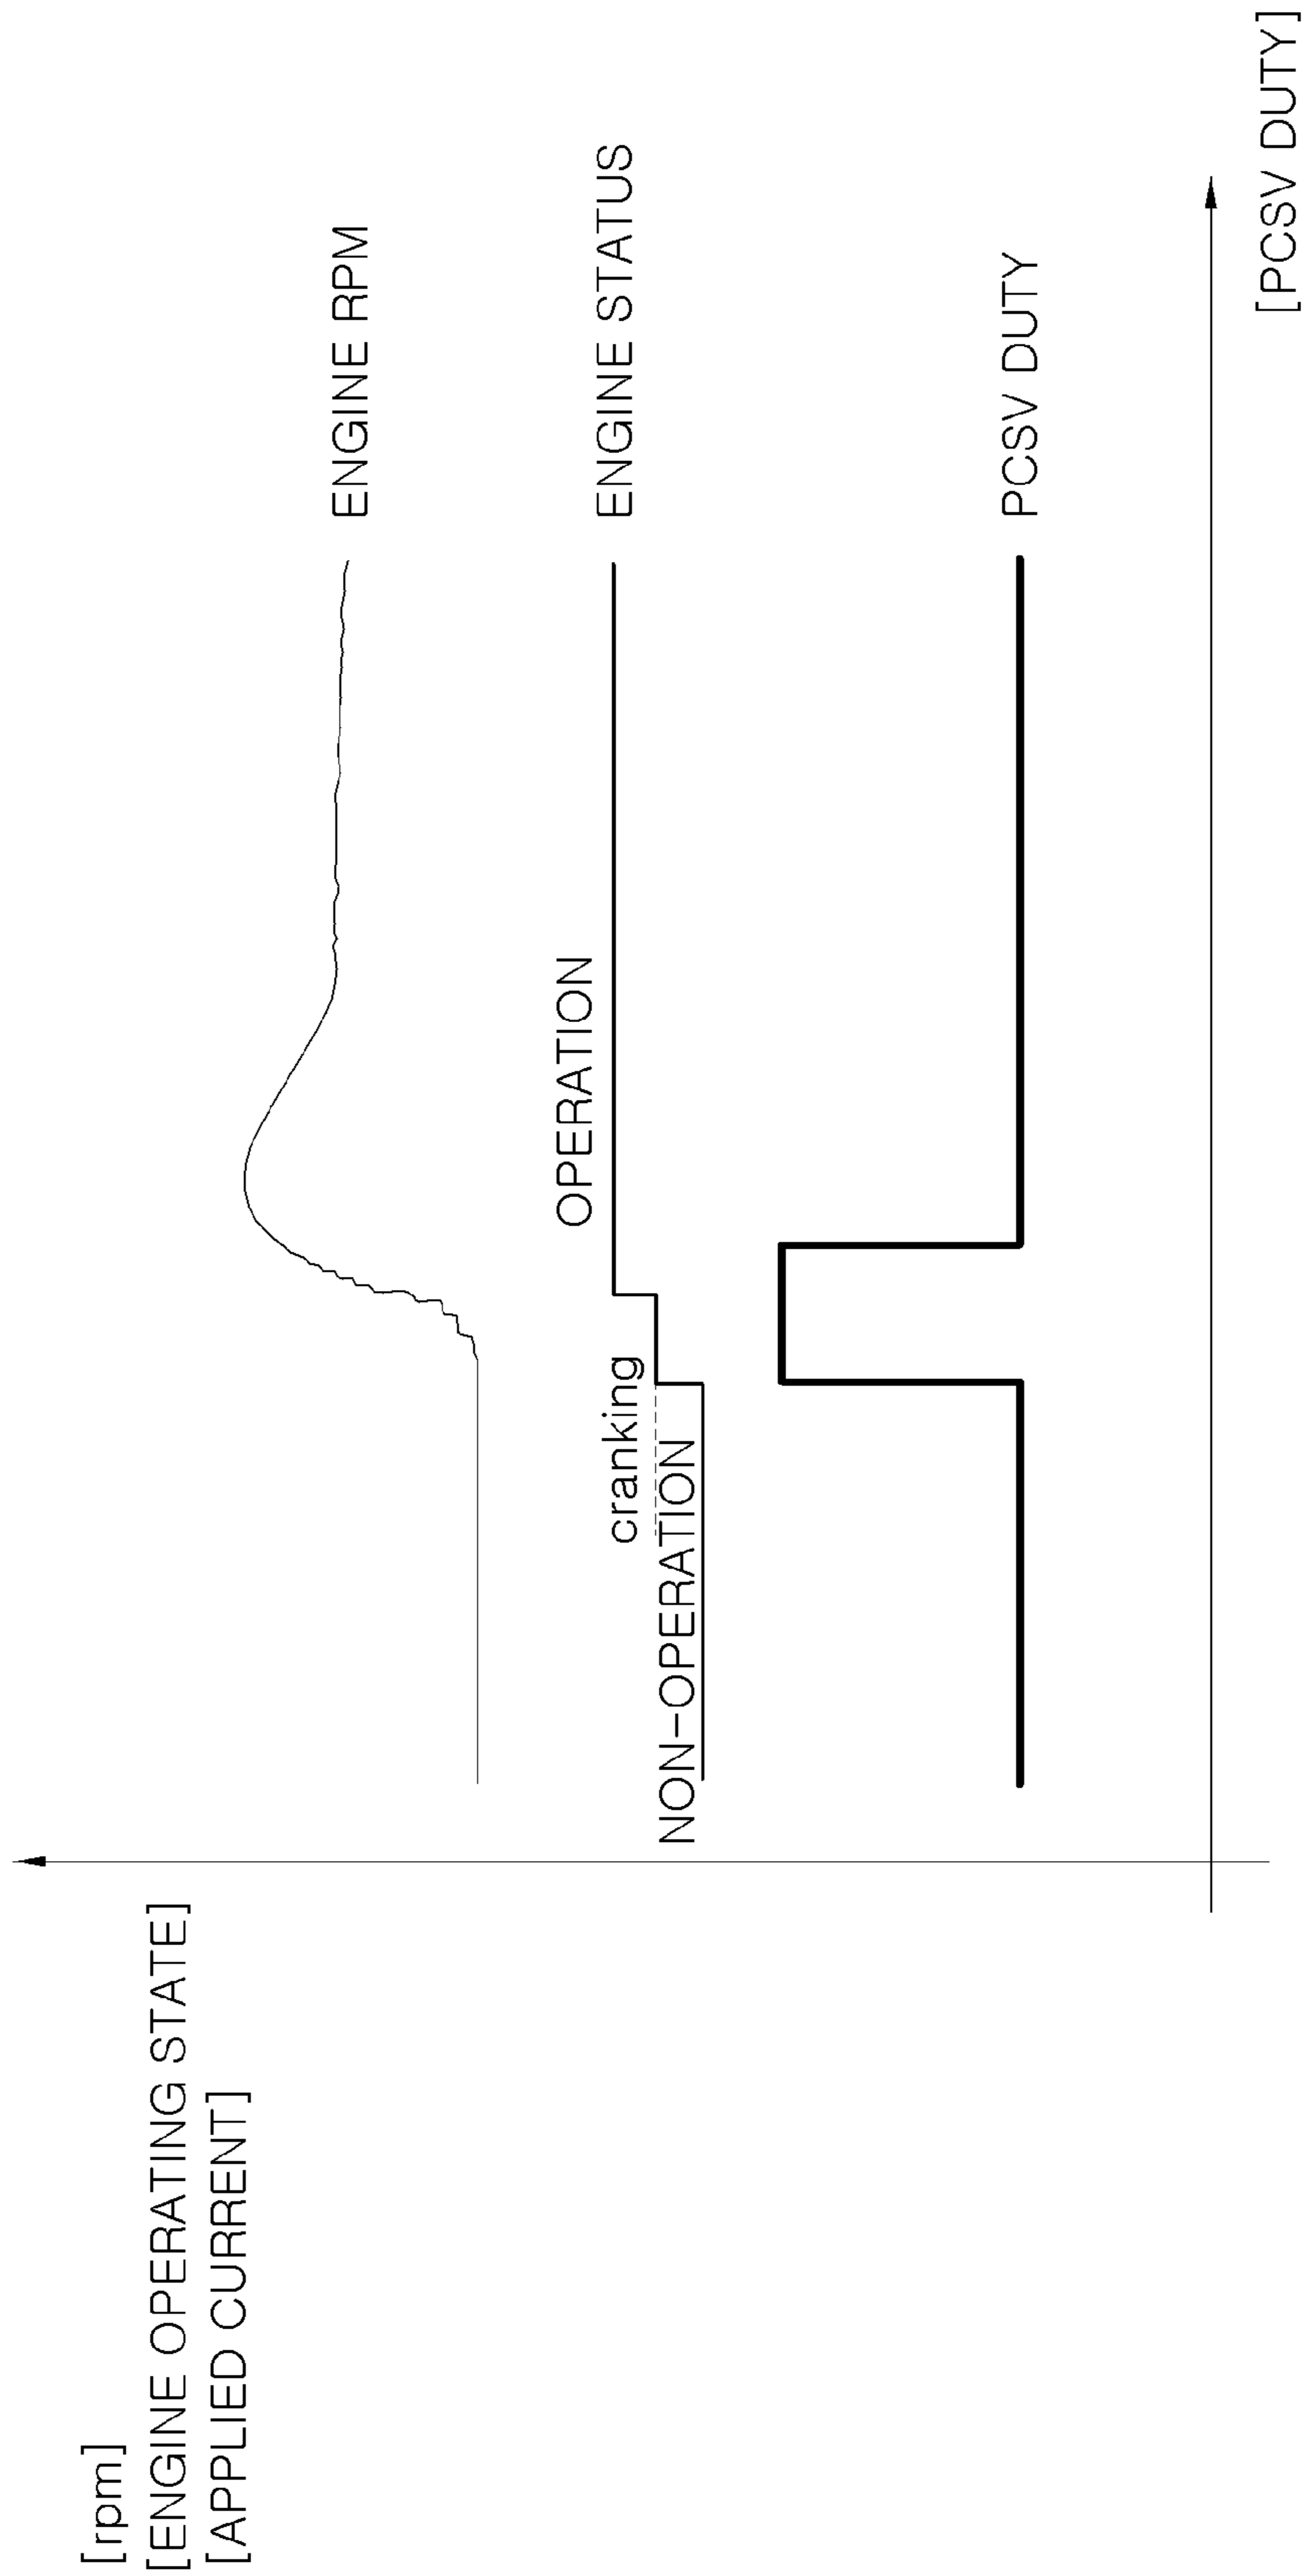 [rpm]
[ENGINE OPERATING STATE]
[APPLIED CURRENT]
ENGINE RPM
OPERATION
ENGINE STATUS
cranking
NON-OPERATION
PCSV DUTY
[PCSV DUTY]